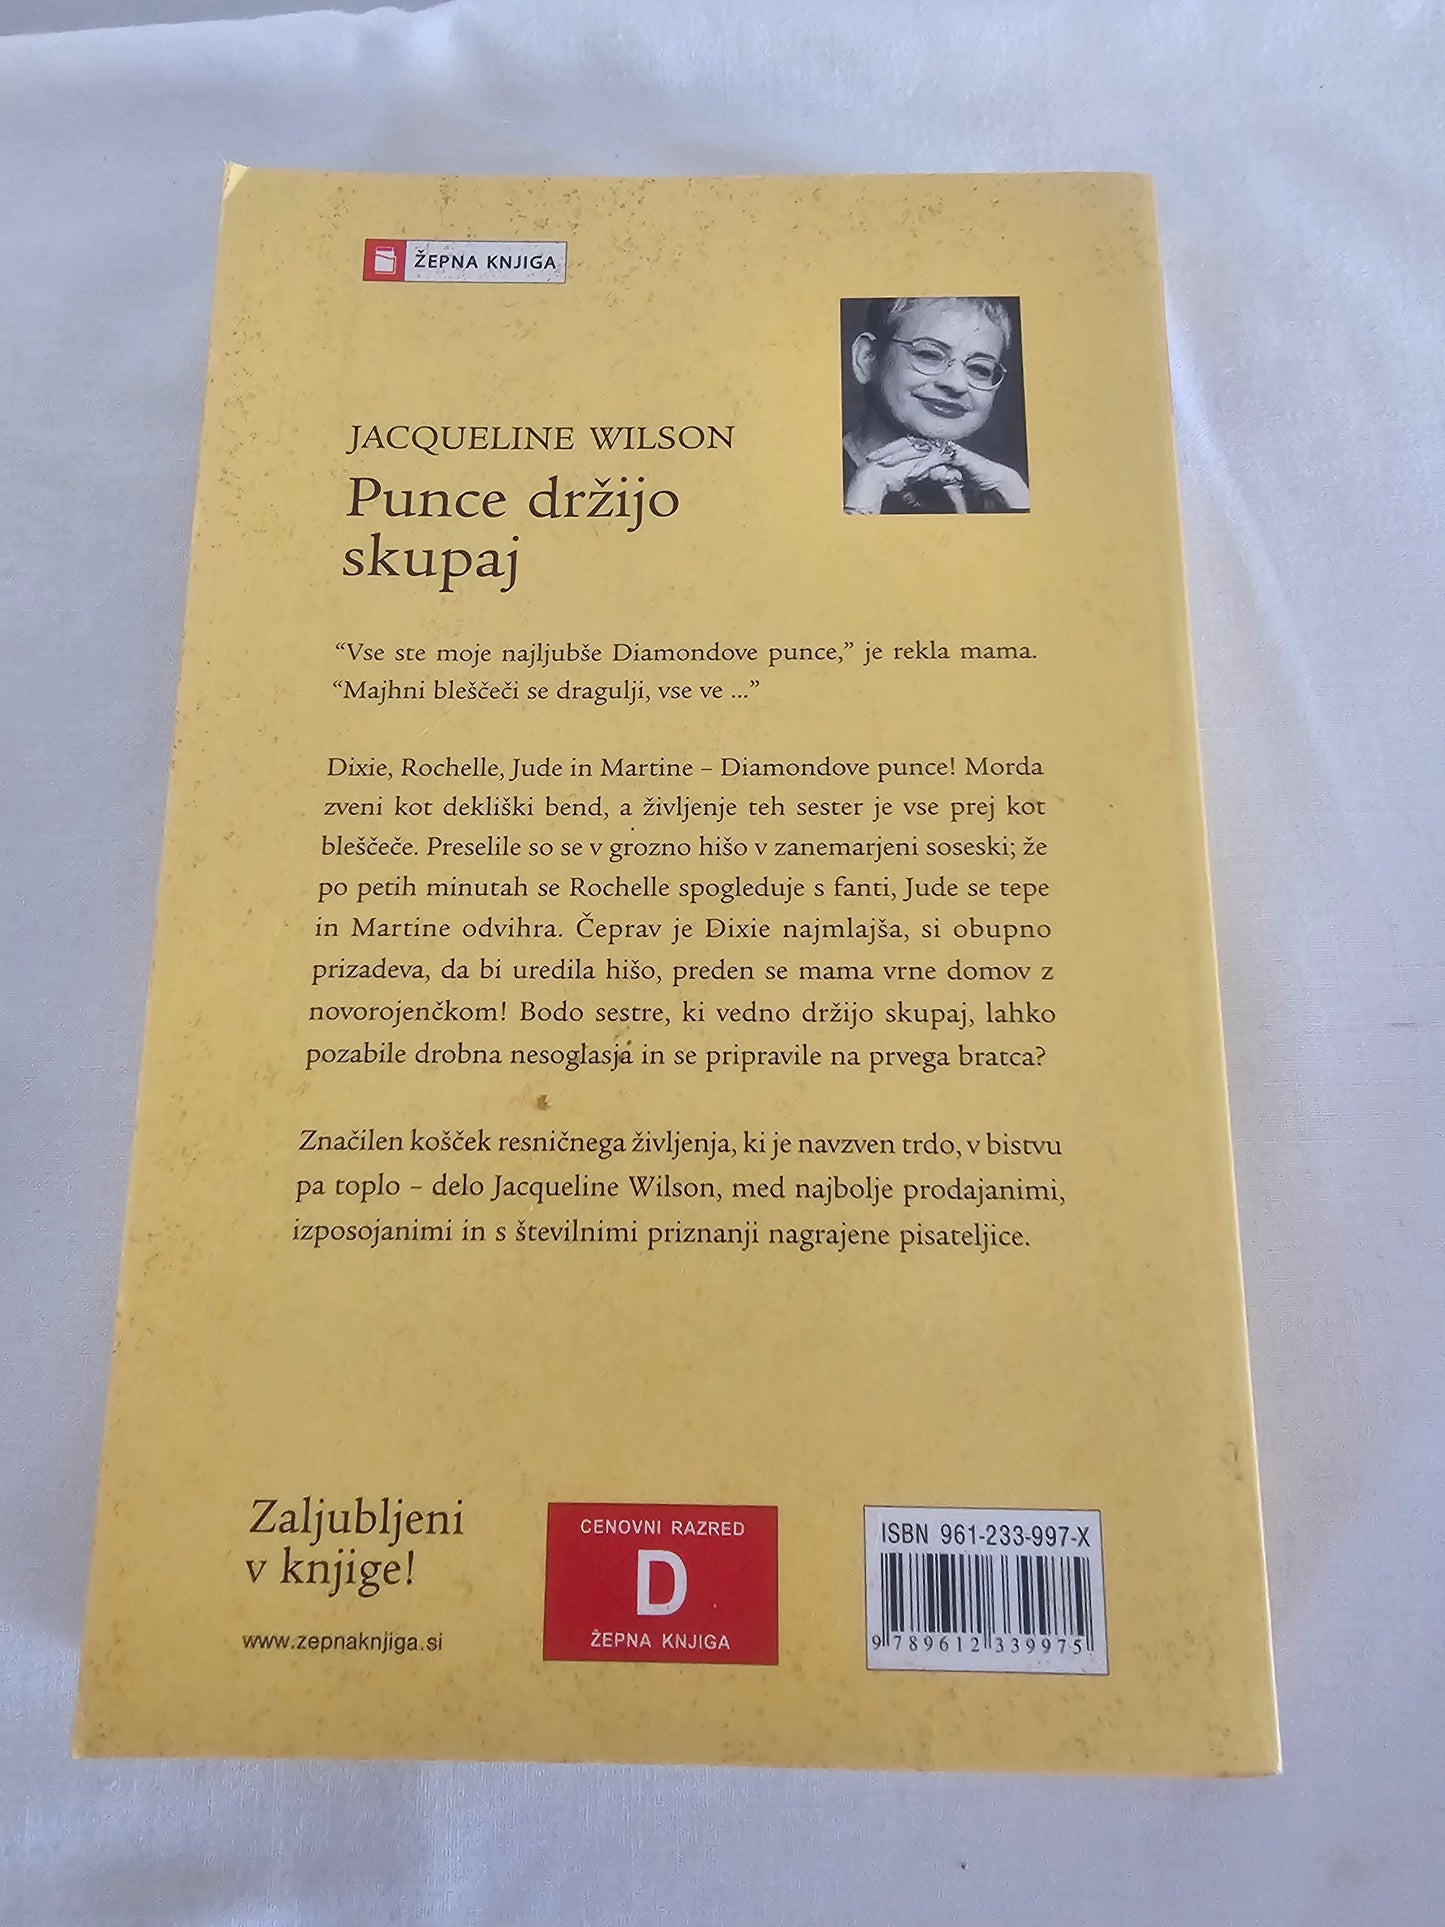 ŽEPNA KNJIGA
JACQUELINE WILSON
Punce držijo
skupaj
“Vse ste moje najljubše Diamondove punce,” je rekla mama.
“Majhni bleščeči se dragulji, vse ve ...”
Dixie, Rochelle, Jude in Martine – Diamondove punce! Morda
zveni kot dekliški bend, a življenje teh sester je vse prej kot
bleščeče. Preselile so se v grozno hišo v zanemarjeni soseski; že
po petih minutah se Rochelle spogleduje s fanti, Jude se tepe
in Martine odvihra. Čeprav je Dixie najmlajša, si obupno
prizadeva, da bi uredila hišo, preden se mama vrne domov z
novorojenčkom! Bodo sestre, ki vedno držijo skupaj, lahko
pozabile drobna nesoglasja in se pripravile na prvega bratca?
Značilen košček resničnega življenja, ki je navzven trdo, v bistvu
pa toplo – delo Jacqueline Wilson, med najbolje prodajanimi,
izposojanimi in s številnimi priznanji nagrajene pisateljice.
Zaljubljeni
v knjige!
www.zepnaknjiga.si
CENOVNI RAZRED
D
ŽEPNA KNJIGA
ISBN 961-233-997-X
9 789612 339975